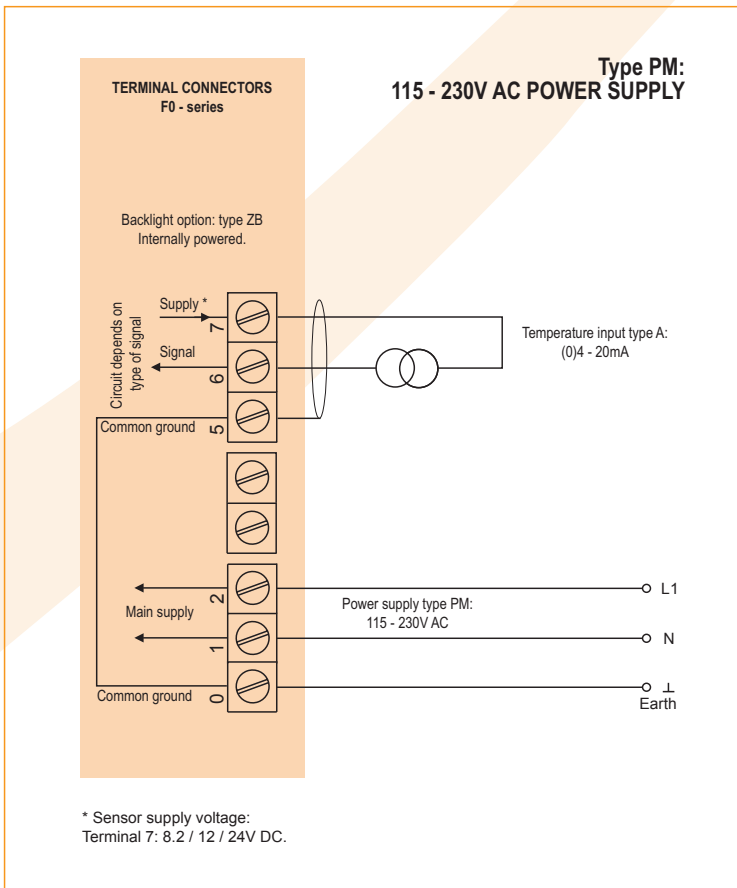 Type PM:
115 - 230V AC POWER SUPPLY
TERMINAL CONNECTORS
F0 - series
Backlight option: type ZB
Internally powered.
Circuit depends on
type of signal
Supply *
7
Signal
6
Common ground
5
Temperature input type A:
(0)4 - 20mA
2
Main supply
1
Common ground
0
Power supply type PM:
115 - 230V AC
L1
N
Earth
* Sensor supply voltage:
Terminal 7: 8.2 / 12 / 24V DC.